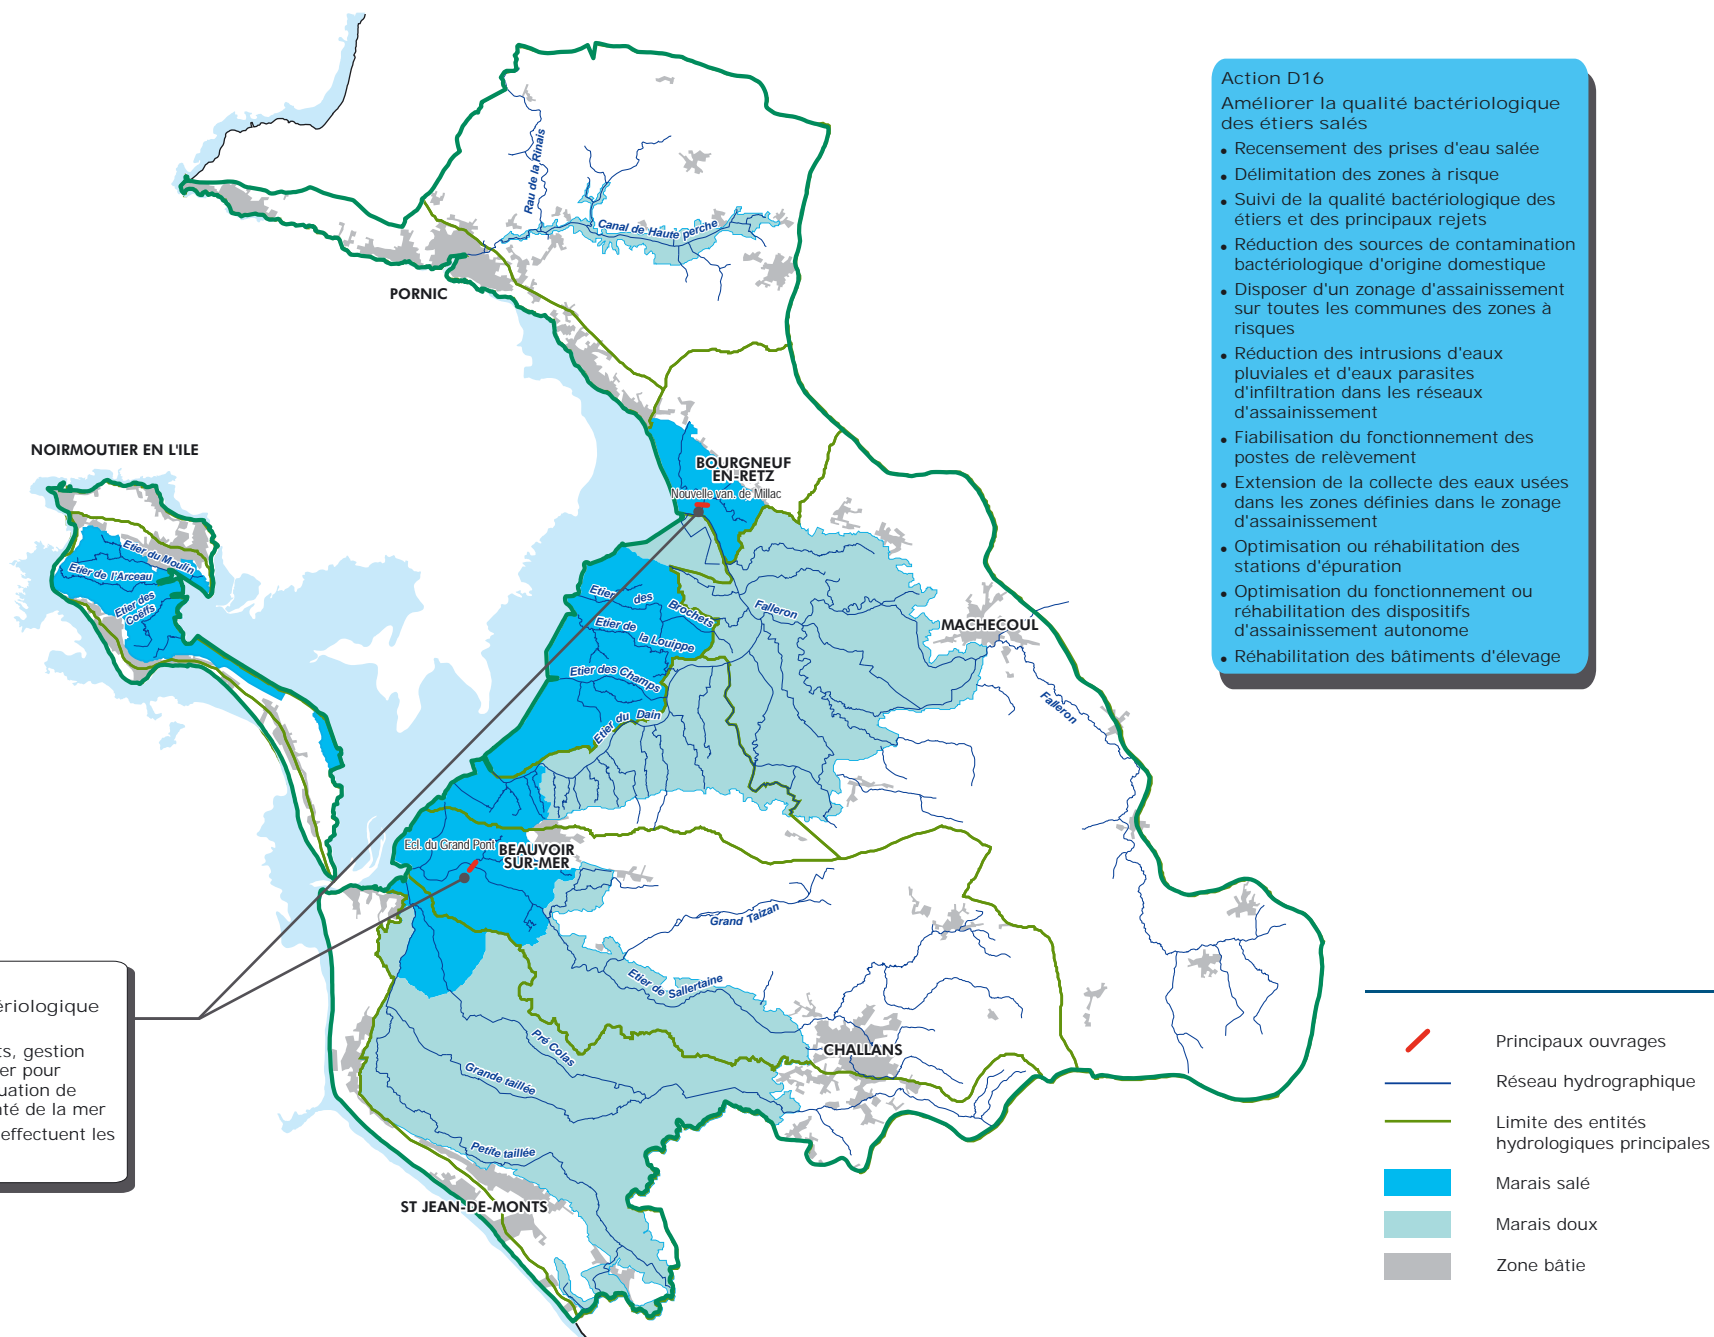 Action D16
Améliorer la qualité bactériologique
des étiers salés
• Recensement des prises d'eau salée
• Délimitation des zones à risque
• Suivi de la qualité bactériologique des
étiers et des principaux rejets
• Réduction des sources de contamination
bactériologique d'origine domestique
• Disposer d'un zonage d'assainissement
sur toutes les communes des zones à
risques
• Réduction des intrusions d'eaux
pluviales et d'eaux parasites
d'infiltration dans les réseaux
d'assainissement
• Fiabilisation du fonctionnement des
postes de relèvement
• Extension de la collecte des eaux usées
dans les zones définies dans le zonage
d'assainissement
• Optimisation ou réhabilitation des
stations d'épuration
• Optimisation du fonctionnement ou
réhabilitation des dispositifs
d'assainissement autonome
• Réhabilitation des bâtiments d'élevage
Rau de la Rinais
Canal de Haute perche
PORNIC
NOIRMOUTIER EN L'ILE
Etier du Moulin
Etier de l'Arceau
Etier des
Coëfs
BOURGNEUF
EN-RETZ
Nouvelle van. de Millac
Etier des Brochets
Etier de la Louippe
Etier des Champs
Etier du Dain
Falleron
MACHECOUL
Falleron
Ecl. du Grand Pont
BEAUVOIR
SUR-MER
Grand Taizan
Etier de Sallertaine
Pré Colas
Grande taillée
CHALLANS
Petite taillée
ST JEAN-DE-MONTS
ériologique
ts, gestion
er pour
uation de
nté de la mer
effectuent les
Principaux ouvrages
Réseau hydrographique
Limite des entités
hydrologiques principales
Marais salé
Marais doux
Zone bâtie